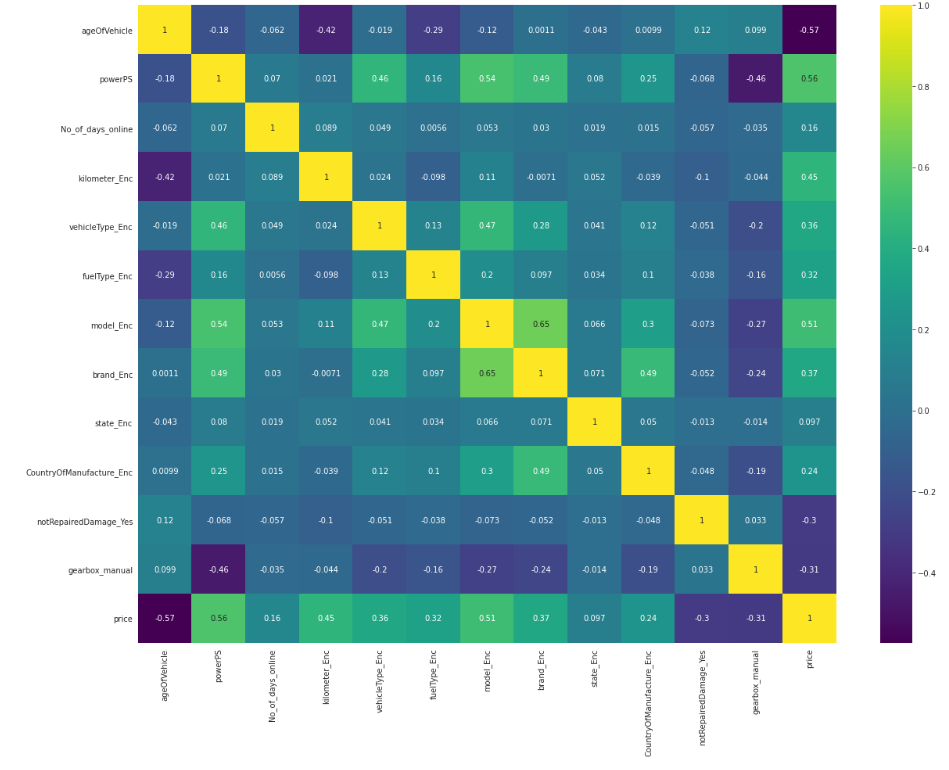 ageOfVehicle 1 -0.18 -0.062 -0.42 -0.019 -0.29 -0.12 0.0011 -0.043 0.0099 0.12 0.099 -0.57
powerPS -0.18 1 0.07 0.021 0.46 0.16 0.54 0.49 0.08 0.25 -0.068 -0.46 0.56
No_of_days_online -0.062 0.07 1 0.089 0.049 0.0056 0.053 0.03 0.019 0.015 -0.057 -0.035 0.16
kilometer_Enc -0.42 0.021 0.089 1 0.024 -0.098 0.11 -0.0071 0.052 -0.039 -0.1 -0.044 0.45
vehicleType_Enc -0.019 0.46 0.049 0.024 1 0.13 0.47 0.28 0.041 0.12 -0.051 -0.2 0.36
fuelType_Enc -0.29 0.16 0.0056 -0.098 0.13 1 0.2 0.097 0.034 0.1 -0.038 -0.16 0.32
model_Enc -0.12 0.54 0.053 0.11 0.47 0.2 1 0.65 0.066 0.3 -0.073 -0.27 0.51
brand_Enc 0.0011 0.49 0.03 -0.0071 0.28 0.097 0.65 1 0.071 0.49 -0.052 -0.24 0.37
state_Enc -0.043 0.08 0.019 0.052 0.041 0.034 0.066 0.071 1 0.05 -0.013 -0.014 0.097
CountryOfManufacture_Enc 0.0099 0.25 0.015 -0.039 0.12 0.1 0.3 0.49 0.05 1 -0.048 -0.19 0.24
notRepairedDamage_Yes 0.12 -0.068 -0.057 -0.1 -0.051 -0.038 -0.073 -0.052 -0.013 -0.048 1 0.033 -0.3
gearbox_manual 0.099 -0.46 -0.035 -0.044 -0.2 -0.16 -0.27 -0.24 -0.014 -0.19 0.033 1 -0.31
price -0.57 0.56 0.16 0.45 0.36 0.32 0.51 0.37 0.097 0.24 -0.3 -0.31 1
ageOfVehicle
powerPS
No_of_days_online
kilometer_Enc
vehicleType_Enc
fuelType_Enc
model_Enc
brand_Enc
state_Enc
CountryOfManufacture_Enc
notRepairedDamage_Yes
gearbox_manual
price
1.0
0.8
0.6
0.4
0.2
0.0
−0.2
−0.4